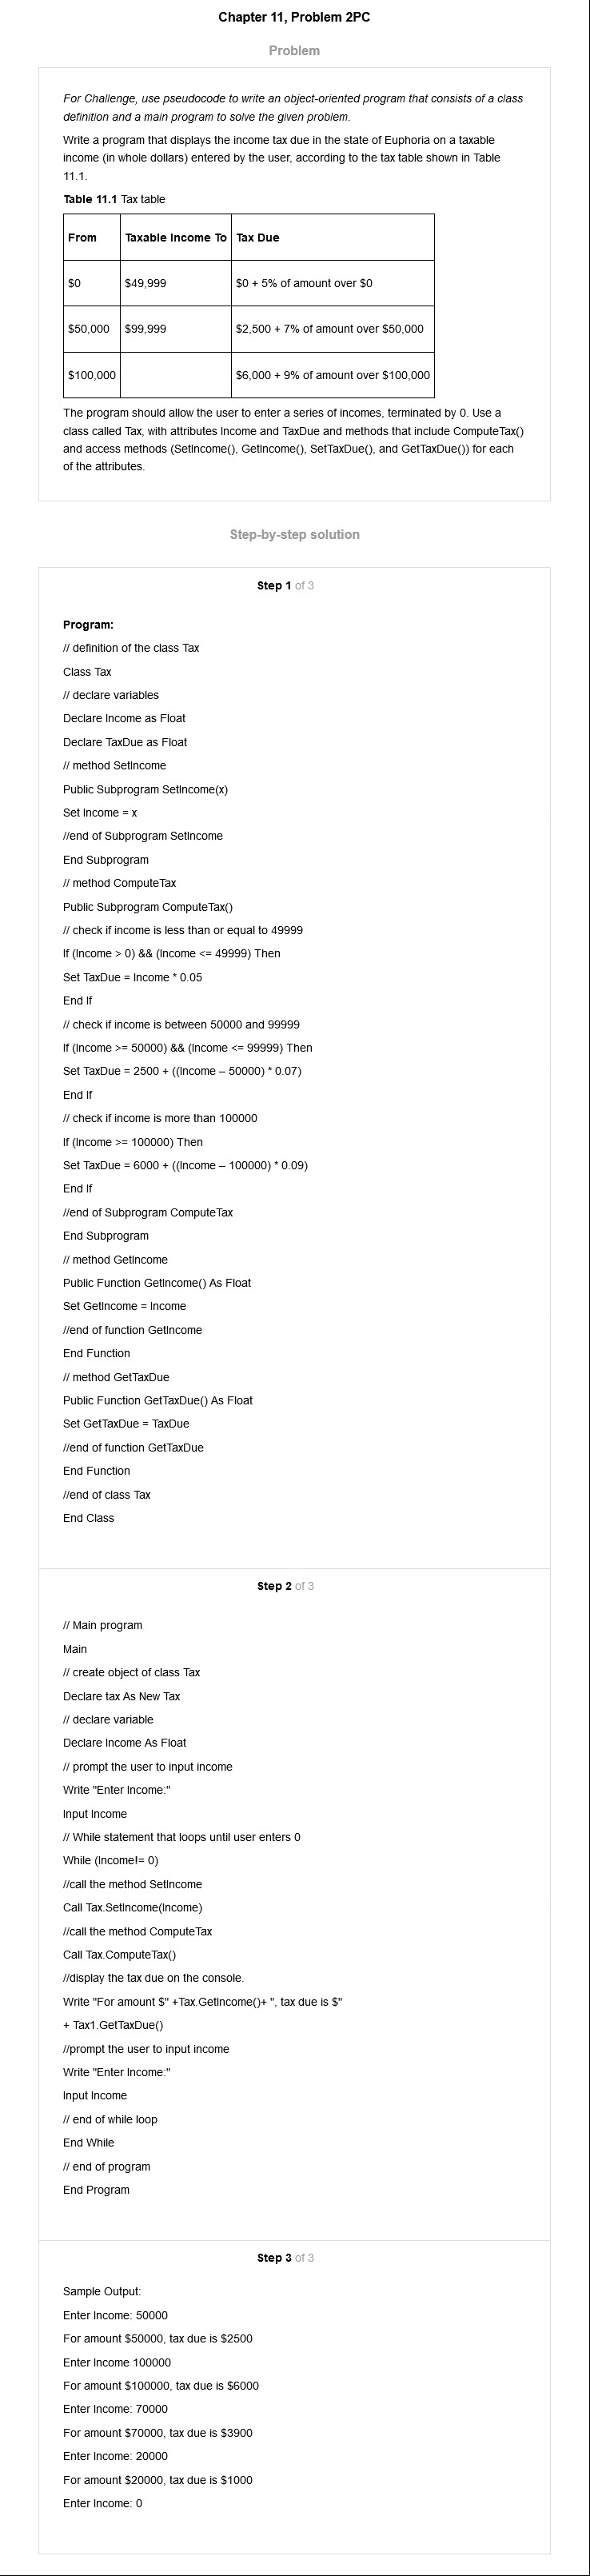 Chapter 11, Problem 2PC
Problem
For Challenge, use pseudocode to write an object-oriented program that consists of a class
definition and a main program to solve the given problem.
Write a program that displays the income tax due in the state of Euphoria on a taxable
income (in whole dollars) entered by the user, according to the tax table shown in Table
11.1.
Table 11.1 Tax table
From Taxable Income To Tax Due
$0 $49,999 $0 + 5% of amount over $0
$50,000 $99,999 $2,500 + 7% of amount over $50,000
$100,000 $6,000 + 9% of amount over $100,000
The program should allow the user to enter a series of incomes, terminated by 0. Use a
class called Tax, with attributes Income and TaxDue and methods that include ComputeTax()
and access methods (SetIncome(), GetIncome(), SetTaxDue(), and GetTaxDue()) for each
of the attributes.
Step-by-step solution
Step 1 of 3
Program:
// definition of the class Tax
Class Tax
// declare variables
Declare Income as Float
Declare TaxDue as Float
// method SetIncome
Public Subprogram SetIncome(x)
Set Income = x
//end of Subprogram SetIncome
End Subprogram
// method ComputeTax
Public Subprogram ComputeTax()
// check if income is less than or equal to 49999
If (Income > 0) && (Income <= 49999) Then
Set TaxDue = Income * 0.05
End If
// check if income is between 50000 and 99999
If (Income >= 50000) && (Income <= 99999) Then
Set TaxDue = 2500 + ((Income – 50000) * 0.07)
End If
// check if income is more than 100000
If (Income >= 100000) Then
Set TaxDue = 6000 + ((Income – 100000) * 0.09)
End If
//end of Subprogram ComputeTax
End Subprogram
// method GetIncome
Public Function GetIncome() As Float
Set GetIncome = Income
//end of function GetIncome
End Function
// method GetTaxDue
Public Function GetTaxDue() As Float
Set GetTaxDue = TaxDue
//end of function GetTaxDue
End Function
//end of class Tax
End Class
Step 2 of 3
// Main program
Main
// create object of class Tax
Declare tax As New Tax
// declare variable
Declare Income As Float
// prompt the user to input income
Write "Enter Income:"
Input Income
// While statement that loops until user enters 0
While (Income!= 0)
//call the method SetIncome
Call Tax.SetIncome(Income)
//call the method ComputeTax
Call Tax.ComputeTax()
//display the tax due on the console.
Write "For amount $" +Tax.GetIncome()+ ", tax due is $"
+ Tax1.GetTaxDue()
//prompt the user to input income
Write "Enter Income:"
Input Income
// end of while loop
End While
// end of program
End Program
Step 3 of 3
Sample Output:
Enter Income: 50000
For amount $50000, tax due is $2500
Enter Income 100000
For amount $100000, tax due is $6000
Enter Income: 70000
For amount $70000, tax due is $3900
Enter Income: 20000
For amount $20000, tax due is $1000
Enter Income: 0